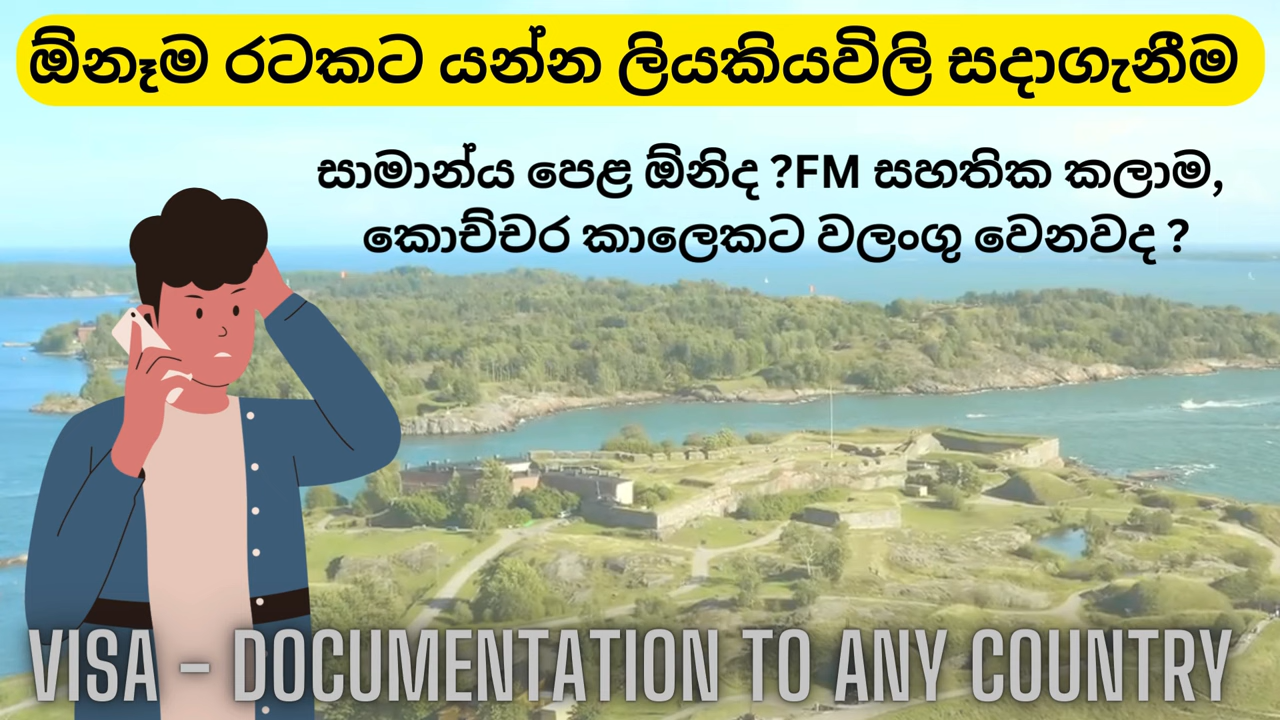 ඕනෑම රටකට යන්න ලියකියවිලි සදාගැනීම
සාමාන්ය පෙළ ඕනිද ?FM සහතික කලාම,
කොච්චර කාලෙකට වලංගු වෙනවද ?
VISA - DOCUMENTATION TO ANY COUNTRY